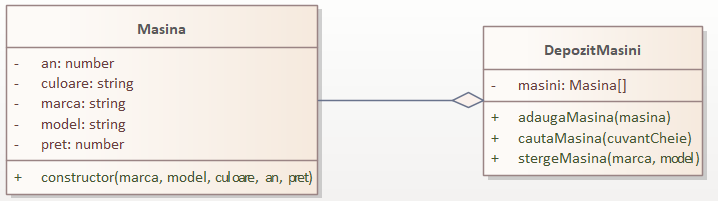 Masina
- an: number
- culoare: string
- marca: string
- model: string
- pret: number
+ constructor(marca, model, culoare, an, pret)
DepozitMasini
- masini: Masina[]
+ adaugaMasina(masina)
+ cautaMasina(cuvantCheie)
+ stergeMasina(marca, model)